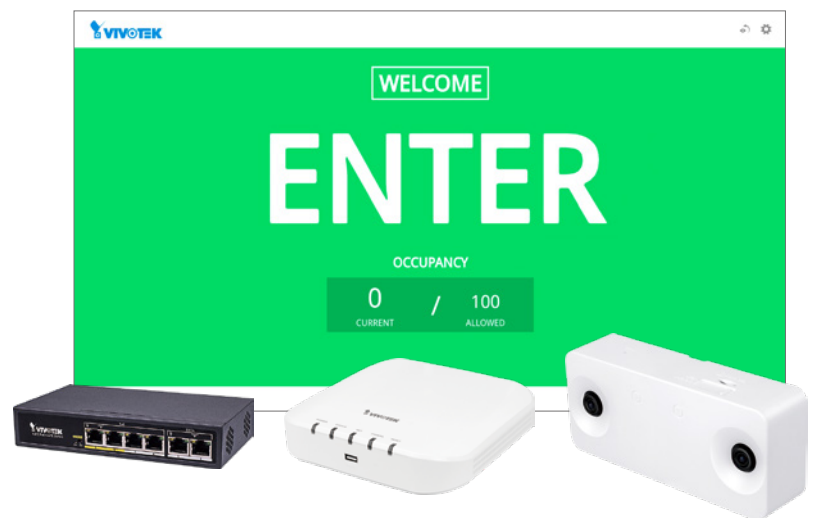 VIVOTEK
WELCOME
ENTER
OCCUPANCY
0 / 100
CURRENT ALLOWED
VIVOTEK
VIVOTEK